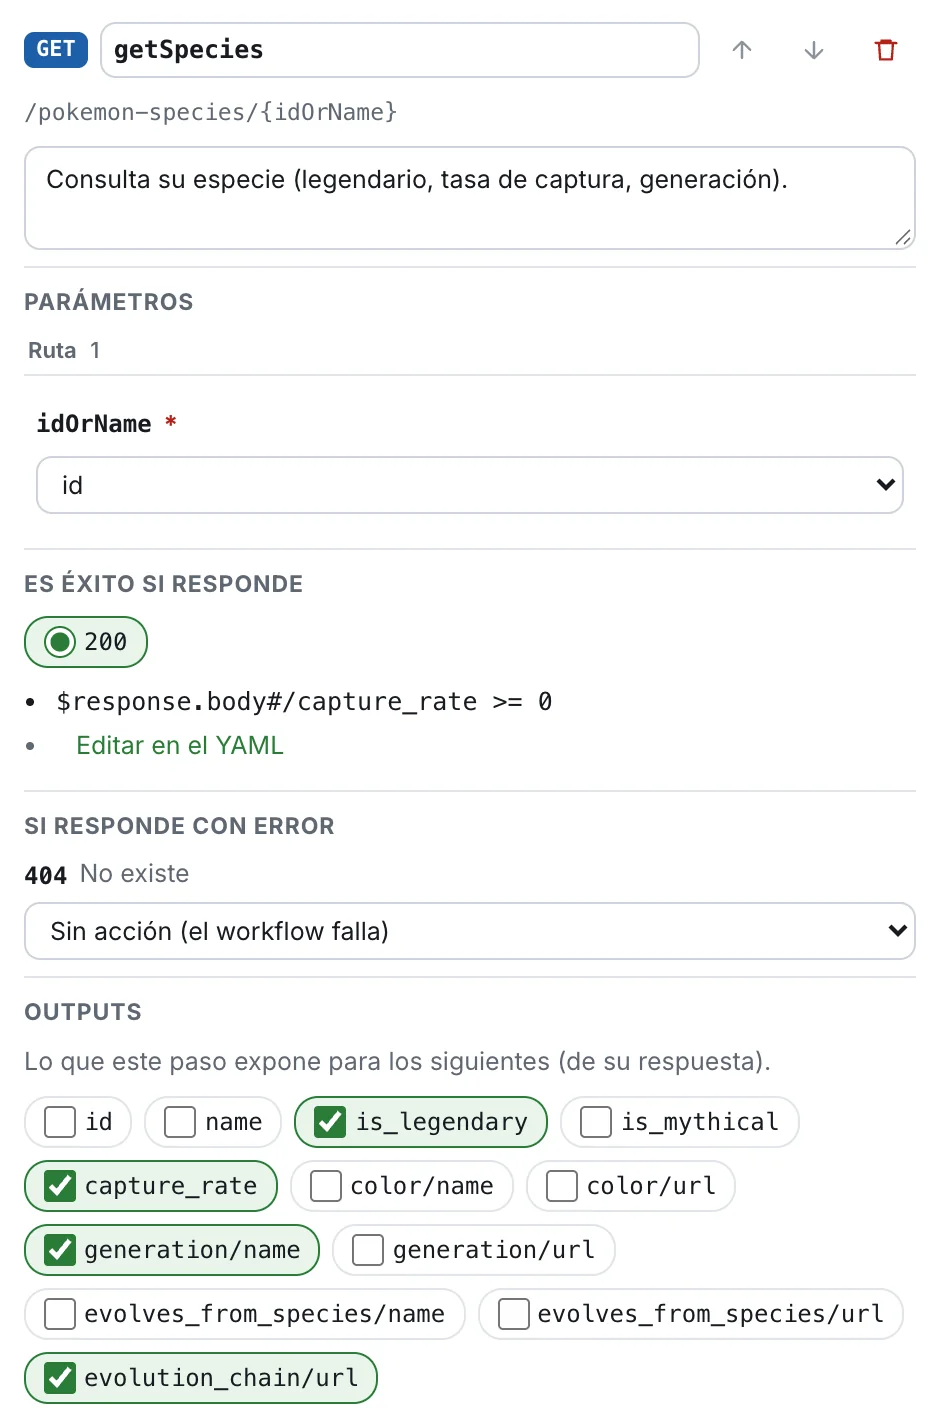 GET getSpecies
/pokemon-species/{idOrName}
Consulta su especie (legendario, tasa de captura, generación).
PARÁMETROS
Ruta 1
idOrName *
id
ES ÉXITO SI RESPONDE
200
• $response.body#/capture_rate >= 0
• Editar en el YAML
SI RESPONDE CON ERROR
404 No existe
Sin acción (el workflow falla)
OUTPUTS
Lo que este paso expone para los siguientes (de su respuesta).
id name is_legendary is_mythical
capture_rate color/name color/url
generation/name generation/url
evolves_from_species/name evolves_from_species/url
evolution_chain/url